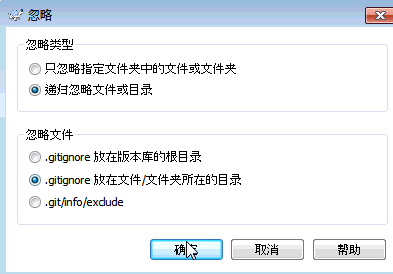 忽略
忽略类型
只忽略指定文件夹中的文件或文件夹
递归忽略文件或目录
忽略文件
.gitignore 放在版本库的根目录
.gitignore 放在文件/文件夹所在的目录
.git/info/exclude
确定 取消 帮助